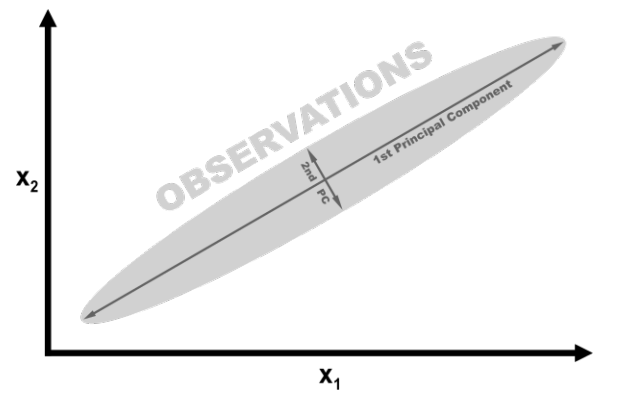 OBSERVATIONS
1st Principal Component
2nd PC
x₂
x₁